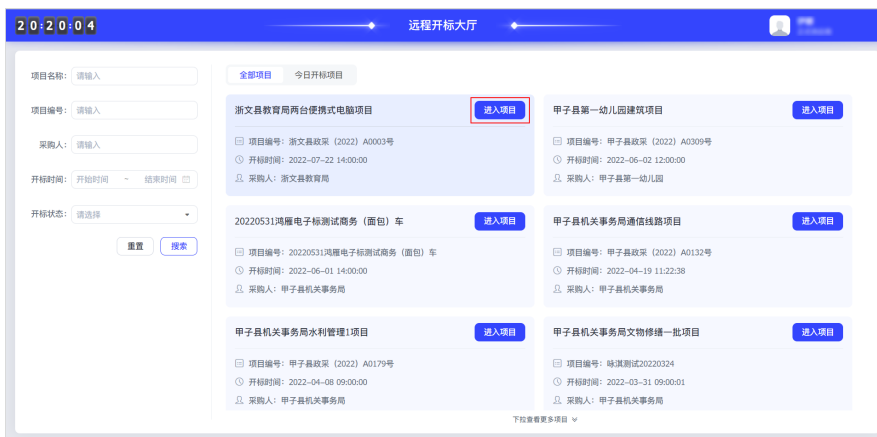 20:20:04
远程开标大厅
项目名称： 请输入
项目编号： 请输入
采购人： 请输入
开标时间： 开始时间 - 结束时间
开标状态： 请选择
重置 搜索
全部项目 今日开标项目
浙文县教育局两台便携式电脑项目 进入项目
项目编号：浙文县政采（2022）A0003号
开标时间：2022-07-22 14:00:00
采购人：浙文县教育局
甲子县第一幼儿园建筑项目 进入项目
项目编号：甲子县政采（2022）A0309号
开标时间：2022-06-02 12:00:00
采购人：甲子县第一幼儿园
20220531鸿雁电子标测试商务（面包）车 进入项目
项目编号：20220531鸿雁电子标测试商务（面包）车
开标时间：2022-06-01 14:00:00
采购人：甲子县机关事务局
甲子县机关事务局通信线路项目 进入项目
项目编号：甲子县政采（2022）A0132号
开标时间：2022-04-19 11:22:38
采购人：甲子县机关事务局
甲子县机关事务局水利管理1项目 进入项目
项目编号：甲子县政采（2022）A0179号
开标时间：2022-04-08 09:00:00
采购人：甲子县机关事务局
甲子县机关事务局文物修缮一批项目 进入项目
项目编号：咏淇测试20220324
开标时间：2022-03-31 09:00:01
采购人：甲子县机关事务局
下拉查看更多项目